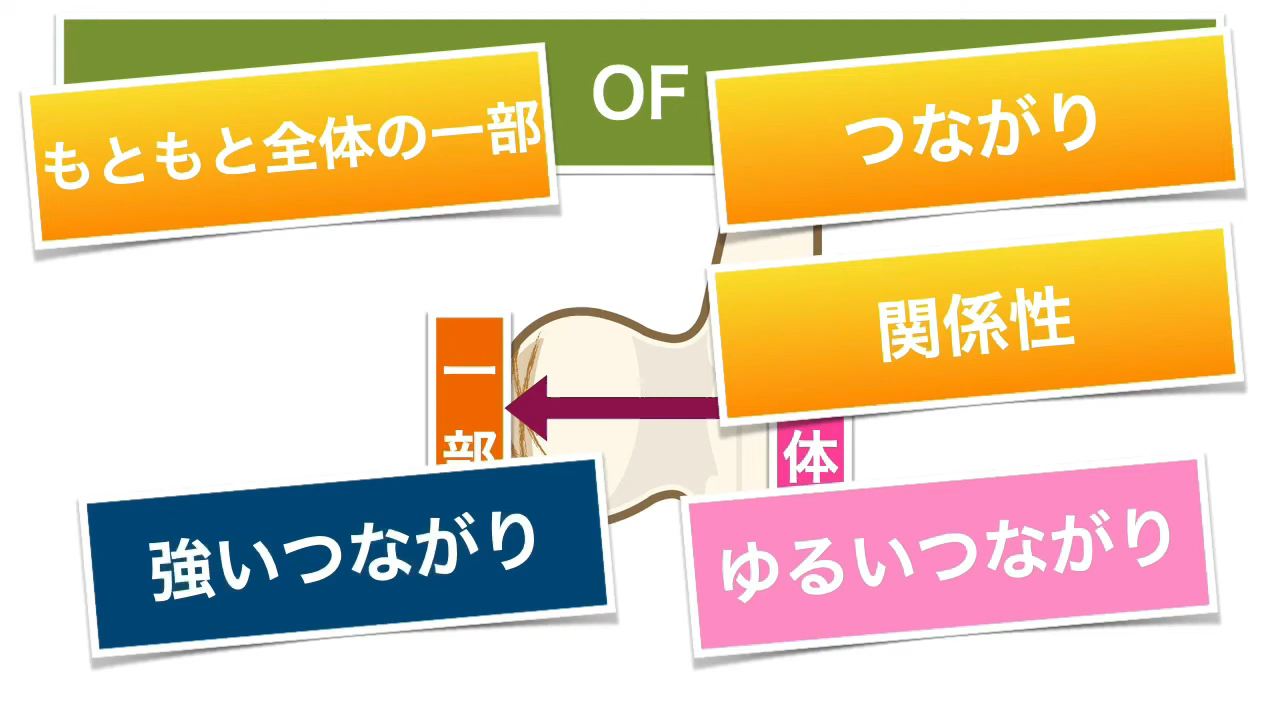 OF
もともと全体の一部
つながり
関係性
一部
体
強いつながり
ゆるいつながり